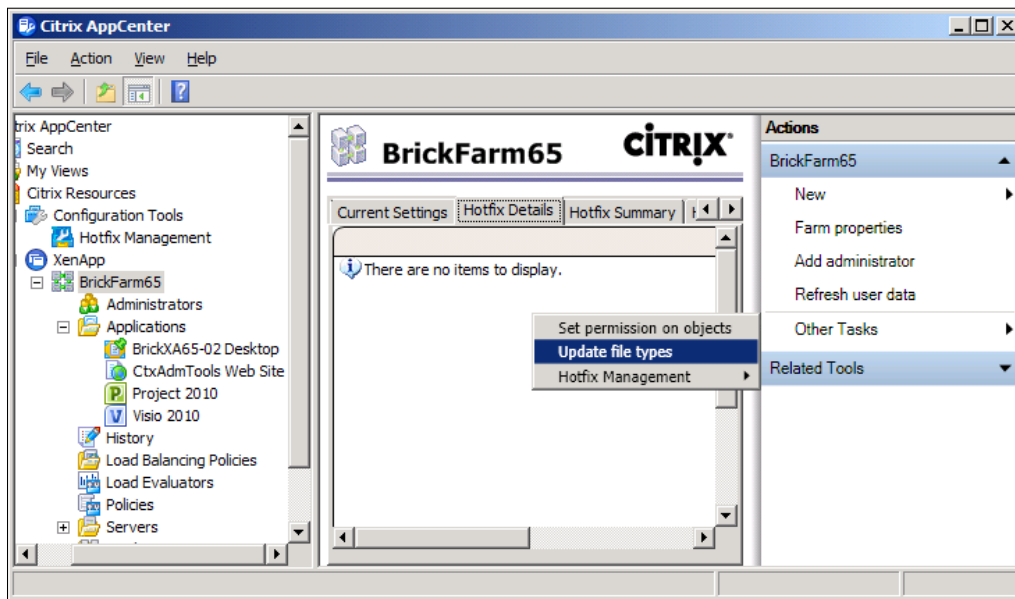 Citrix AppCenter
File Action View Help
trix AppCenter
Search
My Views
Citrix Resources
Configuration Tools
Hotfix Management
XenApp
BrickFarm65
Administrators
Applications
BrickXA65-02 Desktop
CtxAdmTools Web Site
Project 2010
Visio 2010
History
Load Balancing Policies
Load Evaluators
Policies
Servers
BrickFarm65
CITRIX
Current Settings Hotfix Details Hotfix Summary
There are no items to display.
Set permission on objects
Update file types
Hotfix Management
Actions
BrickFarm65
New
Farm properties
Add administrator
Refresh user data
Other Tasks
Related Tools